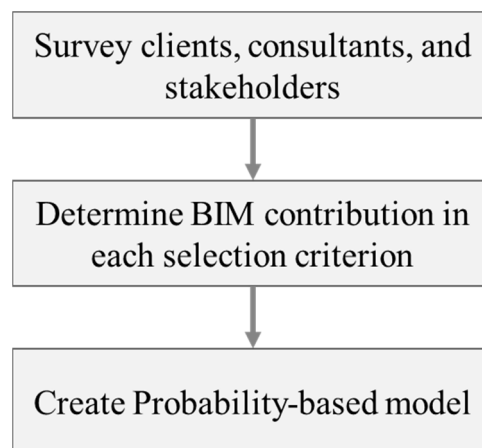 Survey clients, consultants, and
stakeholders
Determine BIM contribution in
each selection criterion
Create Probability-based model